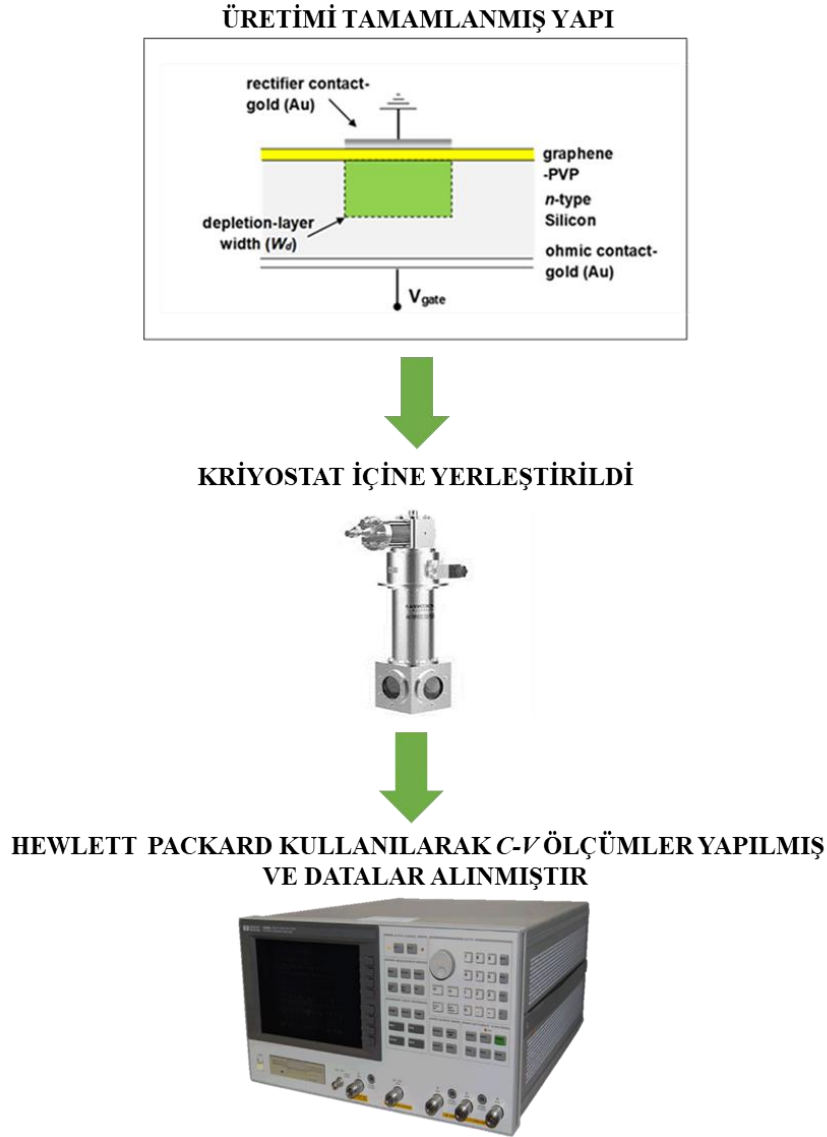 ÜRETİMİ TAMAMLANMIŞ YAPI
rectifier contact-
gold (Au)
graphene
-PVP
n-type
Silicon
depletion-layer
width (Wd)
ohmic contact-
gold (Au)
Vgate
KRİYOSTAT İÇİNE YERLEŞTİRİLDİ
HEWLETT PACKARD KULLANILARAK C-V ÖLÇÜMLER YAPILMIŞ
VE DATALAR ALINMIŞTIR